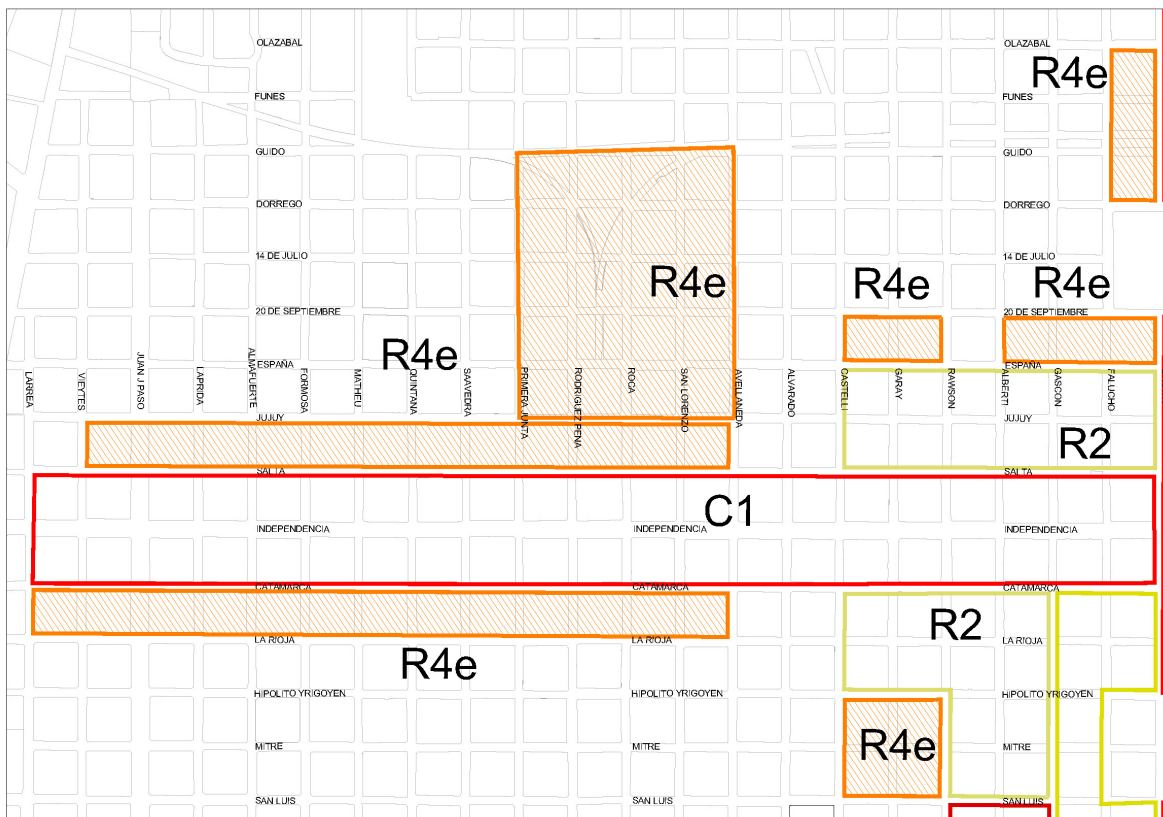 OLAZABAL
OLAZABAL
R4e
FUNES
FUNES
GUIDO
GUIDO
DORREGO
DORREGO
14 DE JULIO
14 DE JULIO
R4e
R4e
R4e
20 DE SEPTIEMBRE
20 DE SEPTIEMBRE
R4e
ESPAÑA
ESPAÑA
LARREA
VIEYTES
JUAN J PASO
LAPRIDA
ALMAFUERTE
FORMOSA
MATHEU
QUINTANA
SAAVEDRA
PRIMERA JUNTA
RODRIGUEZ PEÑA
ROCA
SAN LORENZO
AVELLANEDA
ALVARADO
CASTELLI
GARAY
RAWSON
ALBERTI
GASCON
FALUCHO
JUJUY
JUJUY
R2
SALTA
SALTA
C1
INDEPENDENCIA
INDEPENDENCIA
INDEPENDENCIA
CATAMARCA
CATAMARCA
CATAMARCA
R2
LA RIOJA
LA RIOJA
LA RIOJA
R4e
HIPOLITO YRIGOYEN
HIPOLITO YRIGOYEN
HIPOLITO YRIGOYEN
R4e
MITRE
MITRE
MITRE
SAN LUIS
SAN LUIS
SAN LUIS